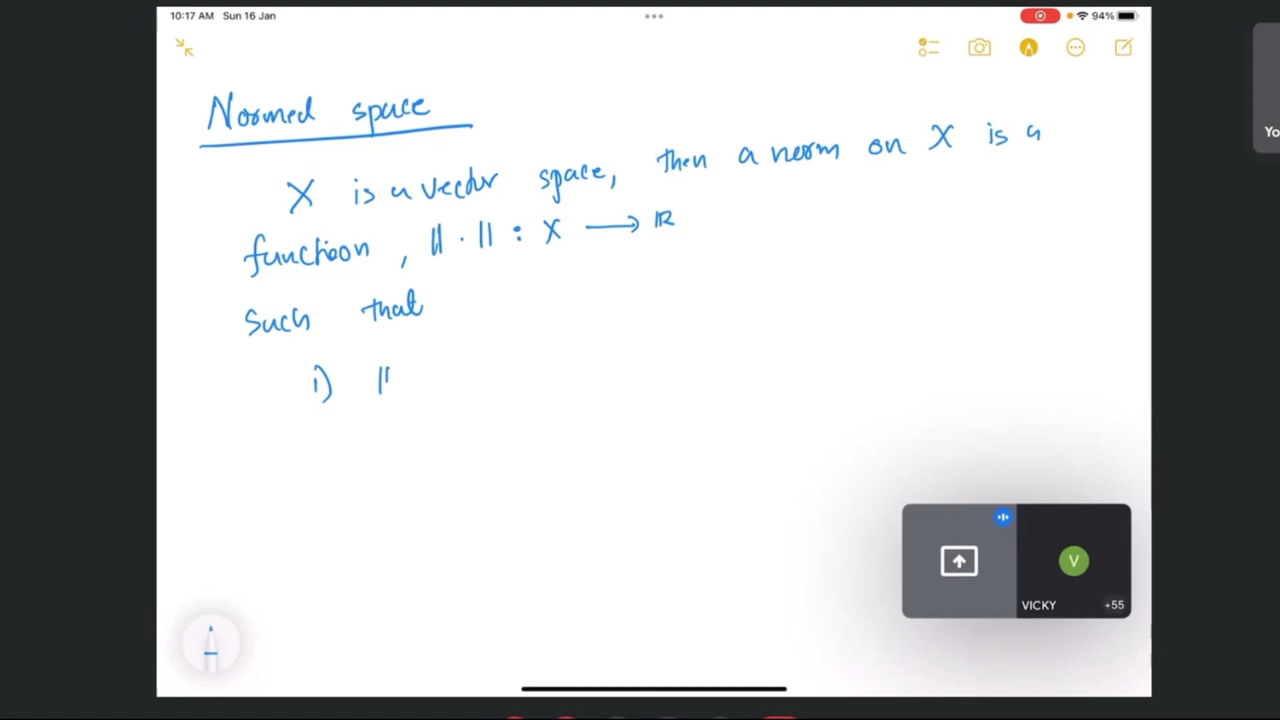 10:17 AM Sun 16 Jan
94%
Normed space
X is a vector space, then a norm on X is a
function, ||·|| : X → ℝ
Such that
i) ||
Yo
V
VICKY +55